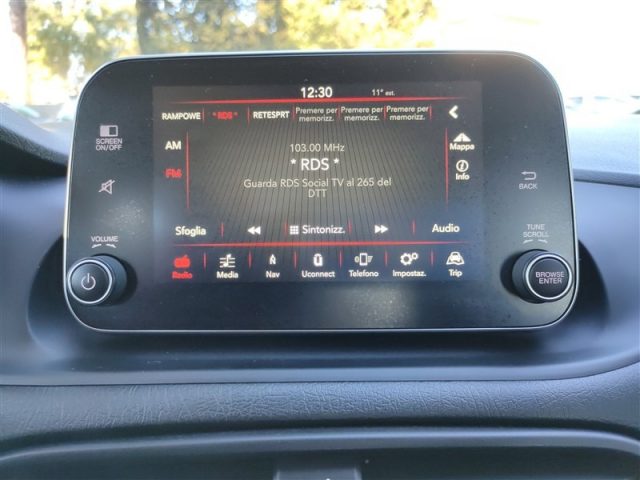 12:30
11° est.
RAMPOWE
* RDS *
RETESPRT
Premere per memorizz.
Premere per memorizz.
Premere per memorizz.
SCREEN
ON/OFF
AM
FM
103.00 MHz
* RDS *
Guarda RDS Social TV al 265 del
DTT
Mappa
Info
BACK
Sfoglia
Sintonizz.
Audio
VOLUME
TUNE
SCROLL
Radio
Media
Nav
Uconnect
Telefono
Impostaz.
Trip
BROWSE
ENTER